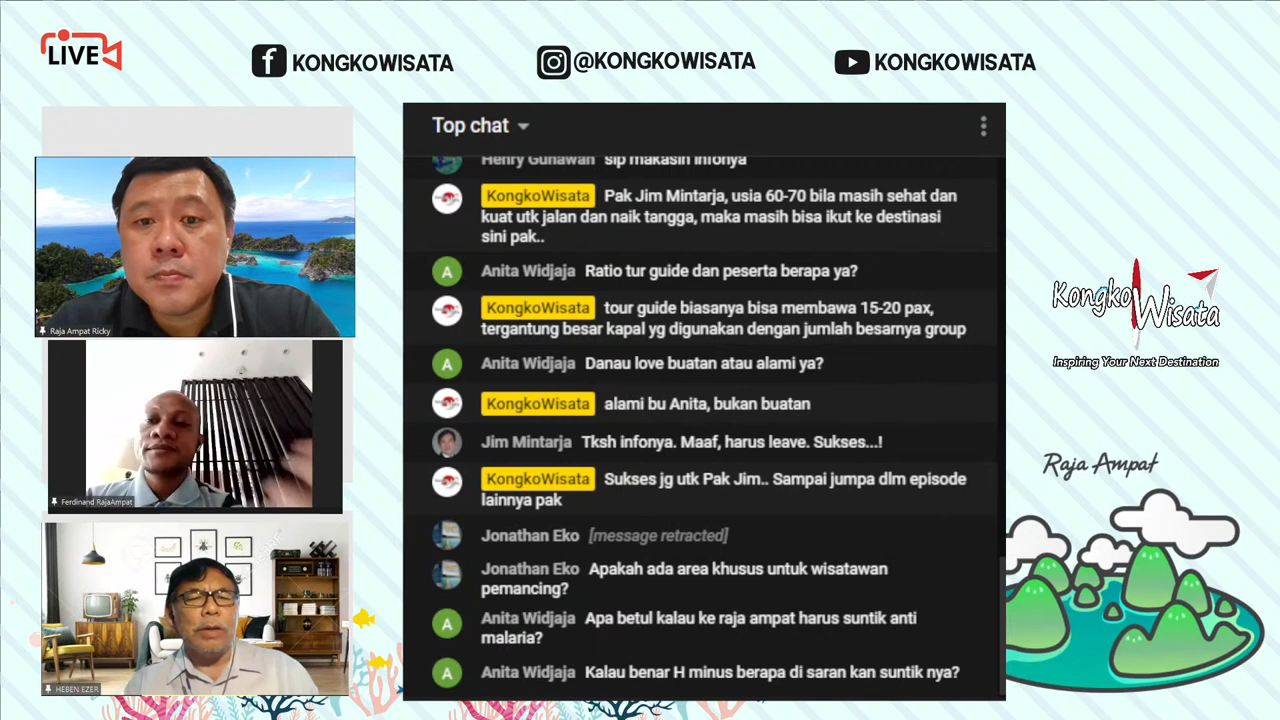 LIVE
KONGKOWISATA
@KONGKOWISATA
KONGKOWISATA
Raja Ampat Ricky
Ferdinand RajaAmpat
HEBEN EZER
Top chat
Henry Gunawan sip makasih infonya
KongkoWisata Pak Jim Mintarja, usia 60-70 bila masih sehat dan
kuat utk jalan dan naik tangga, maka masih bisa ikut ke destinasi
sini pak..
Anita Widjaja Ratio tur guide dan peserta berapa ya?
KongkoWisata tour guide biasanya bisa membawa 15-20 pax,
tergantung besar kapal yg digunakan dengan jumlah besarnya group
Anita Widjaja Danau love buatan atau alami ya?
KongkoWisata alami bu Anita, bukan buatan
Jim Mintarja Tksh infonya. Maaf, harus leave. Sukses...!
KongkoWisata Sukses jg utk Pak Jim.. Sampai jumpa dlm episode
lainnya pak
Jonathan Eko [message retracted]
Jonathan Eko Apakah ada area khusus untuk wisatawan
pemancing?
Anita Widjaja Apa betul kalau ke raja ampat harus suntik anti
malaria?
Anita Widjaja Kalau benar H minus berapa di saran kan suntik nya?
A
A
A
A
Kongko Wisata
Inspiring Your Next Destination
Raja Ampat